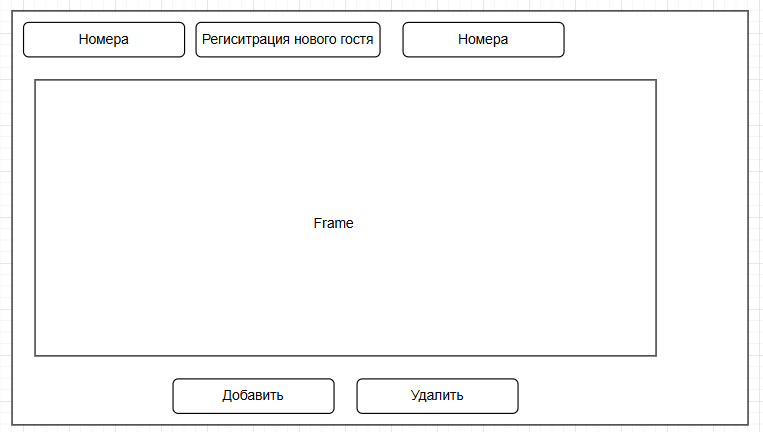 Номера
Региситрация нового гостя
Номера
Frame
Добавить
Удалить